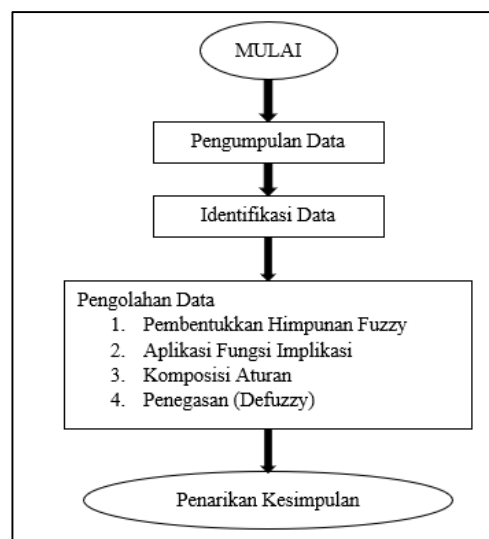 MULAI
Pengumpulan Data
Identifikasi Data
Pengolahan Data
1. Pembentukkan Himpunan Fuzzy
2. Aplikasi Fungsi Implikasi
3. Komposisi Aturan
4. Penegasan (Defuzzy)
Penarikan Kesimpulan